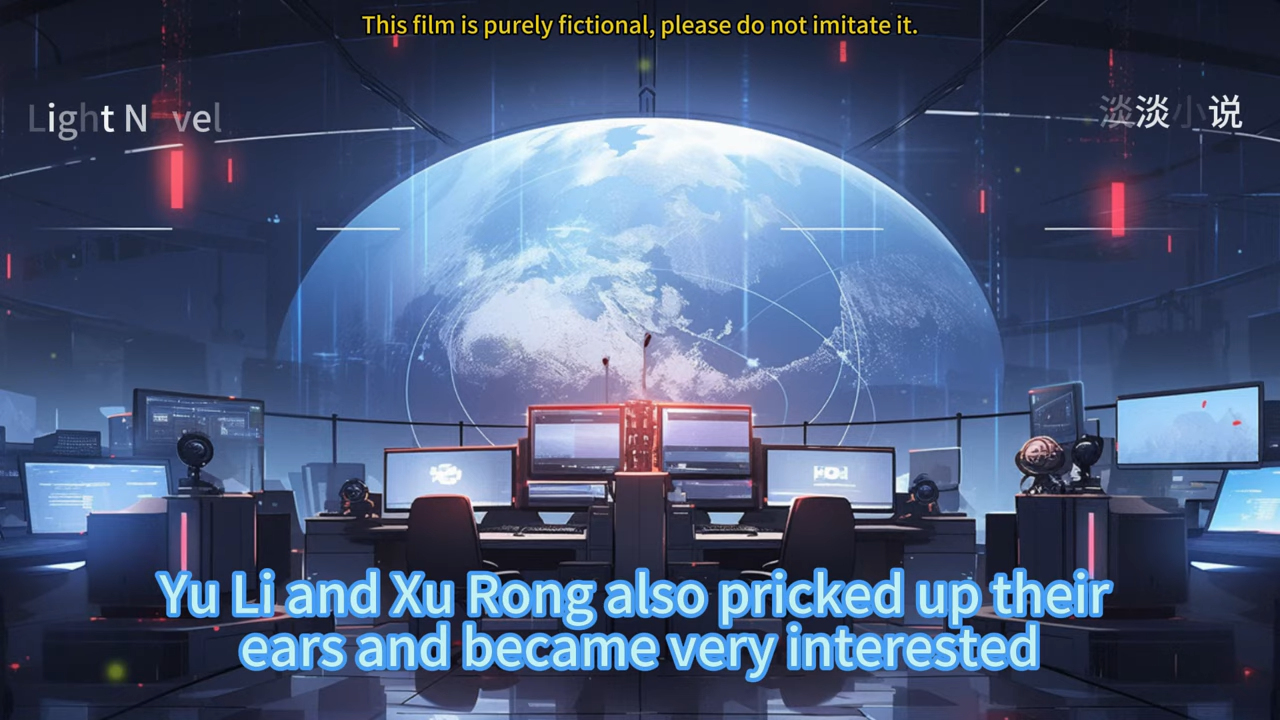 This film is purely fictional, please do not imitate it.
Light N vel
淡淡小说
Yu Li and Xu Rong also pricked up their
ears and became very interested